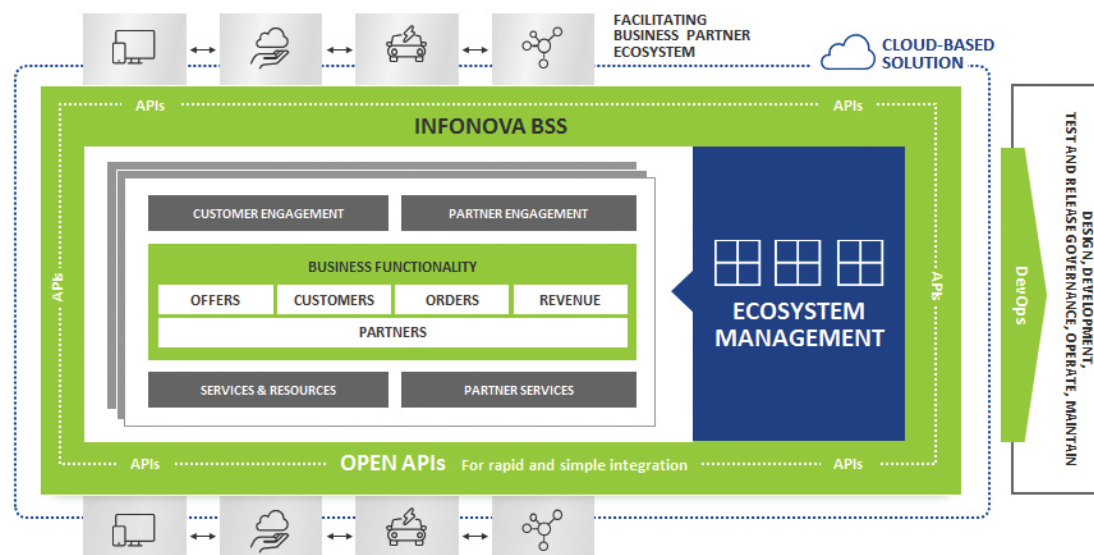 FACILITATING
BUSINESS PARTNER
ECOSYSTEM
CLOUD-BASED
SOLUTION
APIs
APIs
INFONOVA BSS
CUSTOMER ENGAGEMENT
PARTNER ENGAGEMENT
BUSINESS FUNCTIONALITY
OFFERS
CUSTOMERS
ORDERS
REVENUE
PARTNERS
SERVICES & RESOURCES
PARTNER SERVICES
ECOSYSTEM
MANAGEMENT
APIs
APIs
APIs
OPEN APIs For rapid and simple integration
APIs
DevOps
DESIGN, DEVELOPMENT,
TEST AND RELEASE GOVERNANCE, OPERATE, MAINTAIN